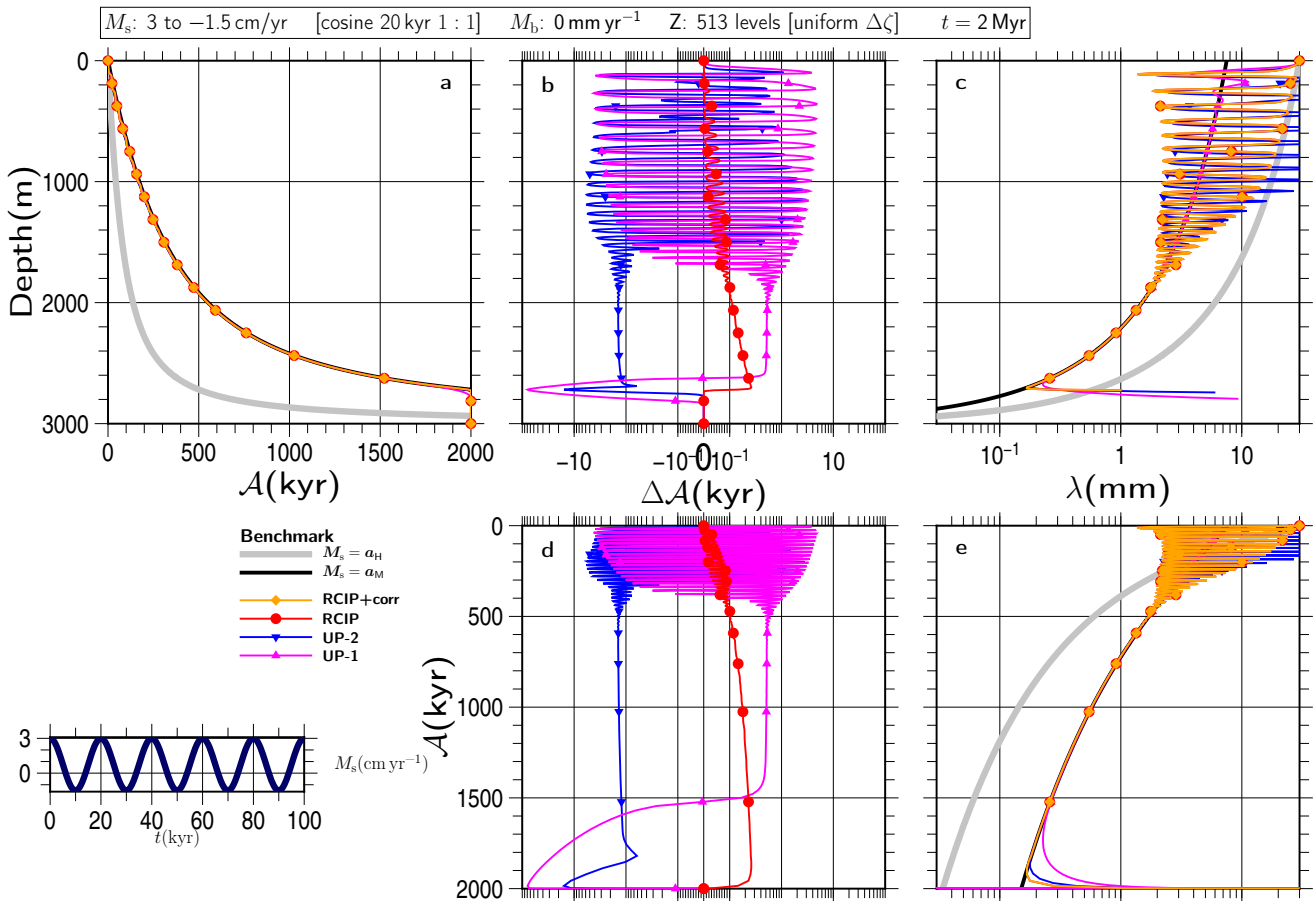 Mₛ: 3 to −1.5 cm/yr [cosine 20 kyr 1 : 1] M_b: 0 mm yr⁻¹ Z: 513 levels [uniform Δζ] t = 2 Myr
0
1000
2000
3000
Depth(m)
a
0 500 1000 1500 2000
𝒜(kyr)
b
−10 −10⁻¹ 0 10⁻¹ 10
Δ𝒜(kyr)
c
10⁻¹ 1 10
λ(mm)
Benchmark
Mₛ = a_H
Mₛ = a_M
RCIP+corr
RCIP
UP-2
UP-1
3
0
Mₛ(cm yr⁻¹)
0 20 40 60 80 100
t(kyr)
0
500
1000
1500
2000
𝒜(kyr)
d
e